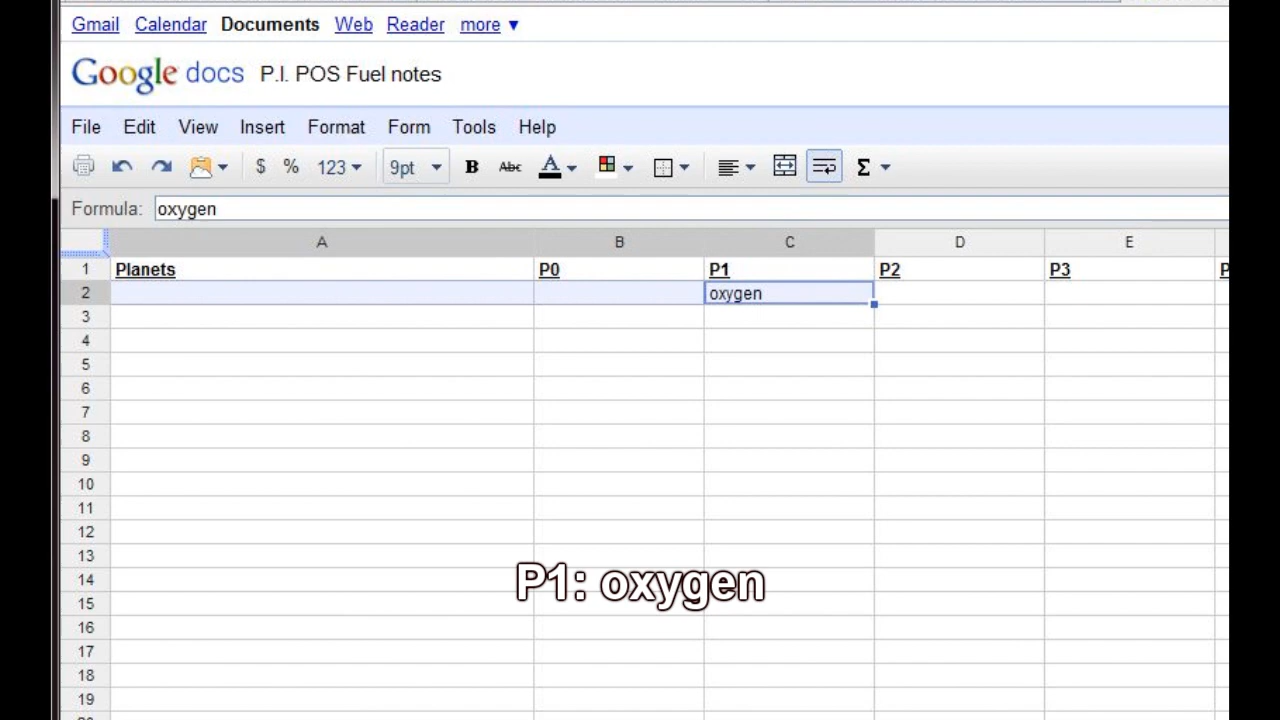 Gmail Calendar Documents Web Reader more ▼
Google docs P.I. POS Fuel notes
File Edit View Insert Format Form Tools Help
$ % 123 9pt B Abc A Σ
Formula: oxygen
A B C D E
1 Planets P0 P1 P2 P3
2 oxygen
3
4
5
6
7
8
9
10
11
12
13
14
P1: oxygen
15
16
17
18
19